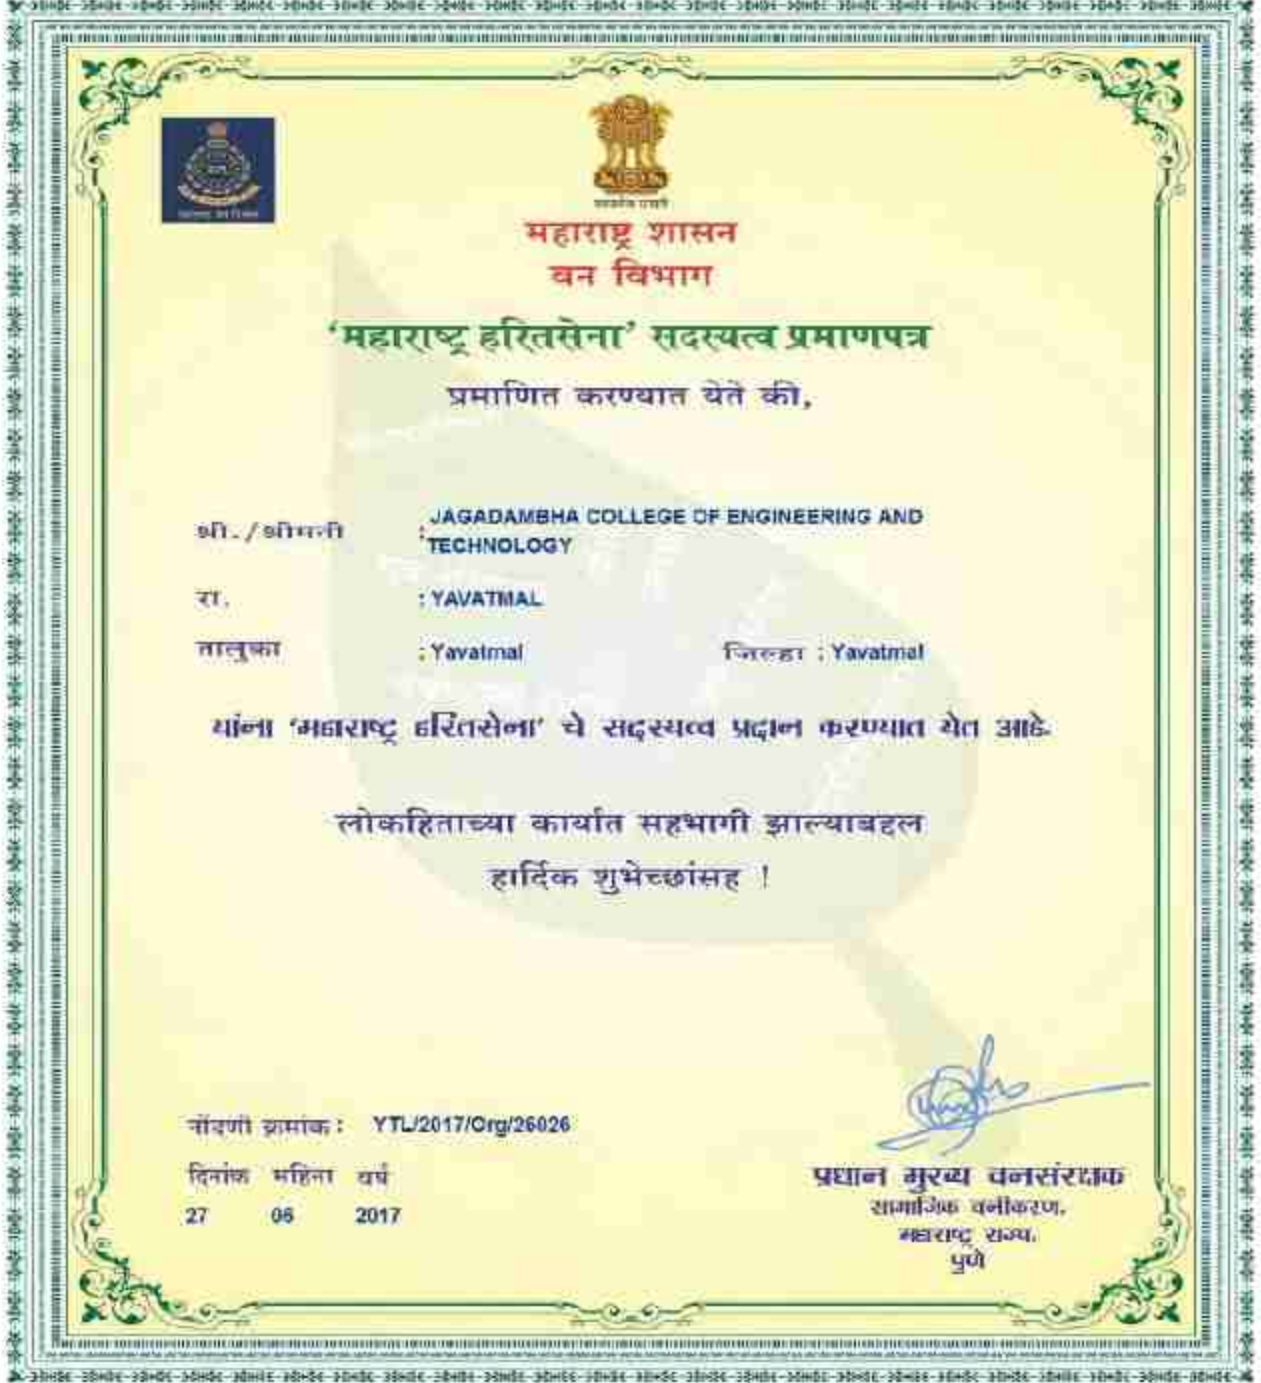 महाराष्ट्र शासन
वन विभाग
'महाराष्ट्र हरितसेना' सदस्यत्व प्रमाणपत्र
प्रमाणित करण्यात येते की,
श्री./श्रीमती : JAGADAMBHA COLLEGE OF ENGINEERING AND
TECHNOLOGY
रा. : YAVATMAL
तालुका : Yavatmal जिल्हा : Yavatmal
यांना 'महाराष्ट्र हरितसेना' चे सदस्यत्व प्रदान करण्यात येत आहे.
लोकहिताच्या कार्यात सहभागी झाल्याबद्दल
हार्दिक शुभेच्छांसह !
नोंदणी क्रमांक : YTL/2017/Org/26026
दिनांक महिना वर्ष
27 06 2017
प्रधान मुख्य वनसंरक्षक
सामाजिक वनीकरण,
महाराष्ट्र राज्य,
पुणे